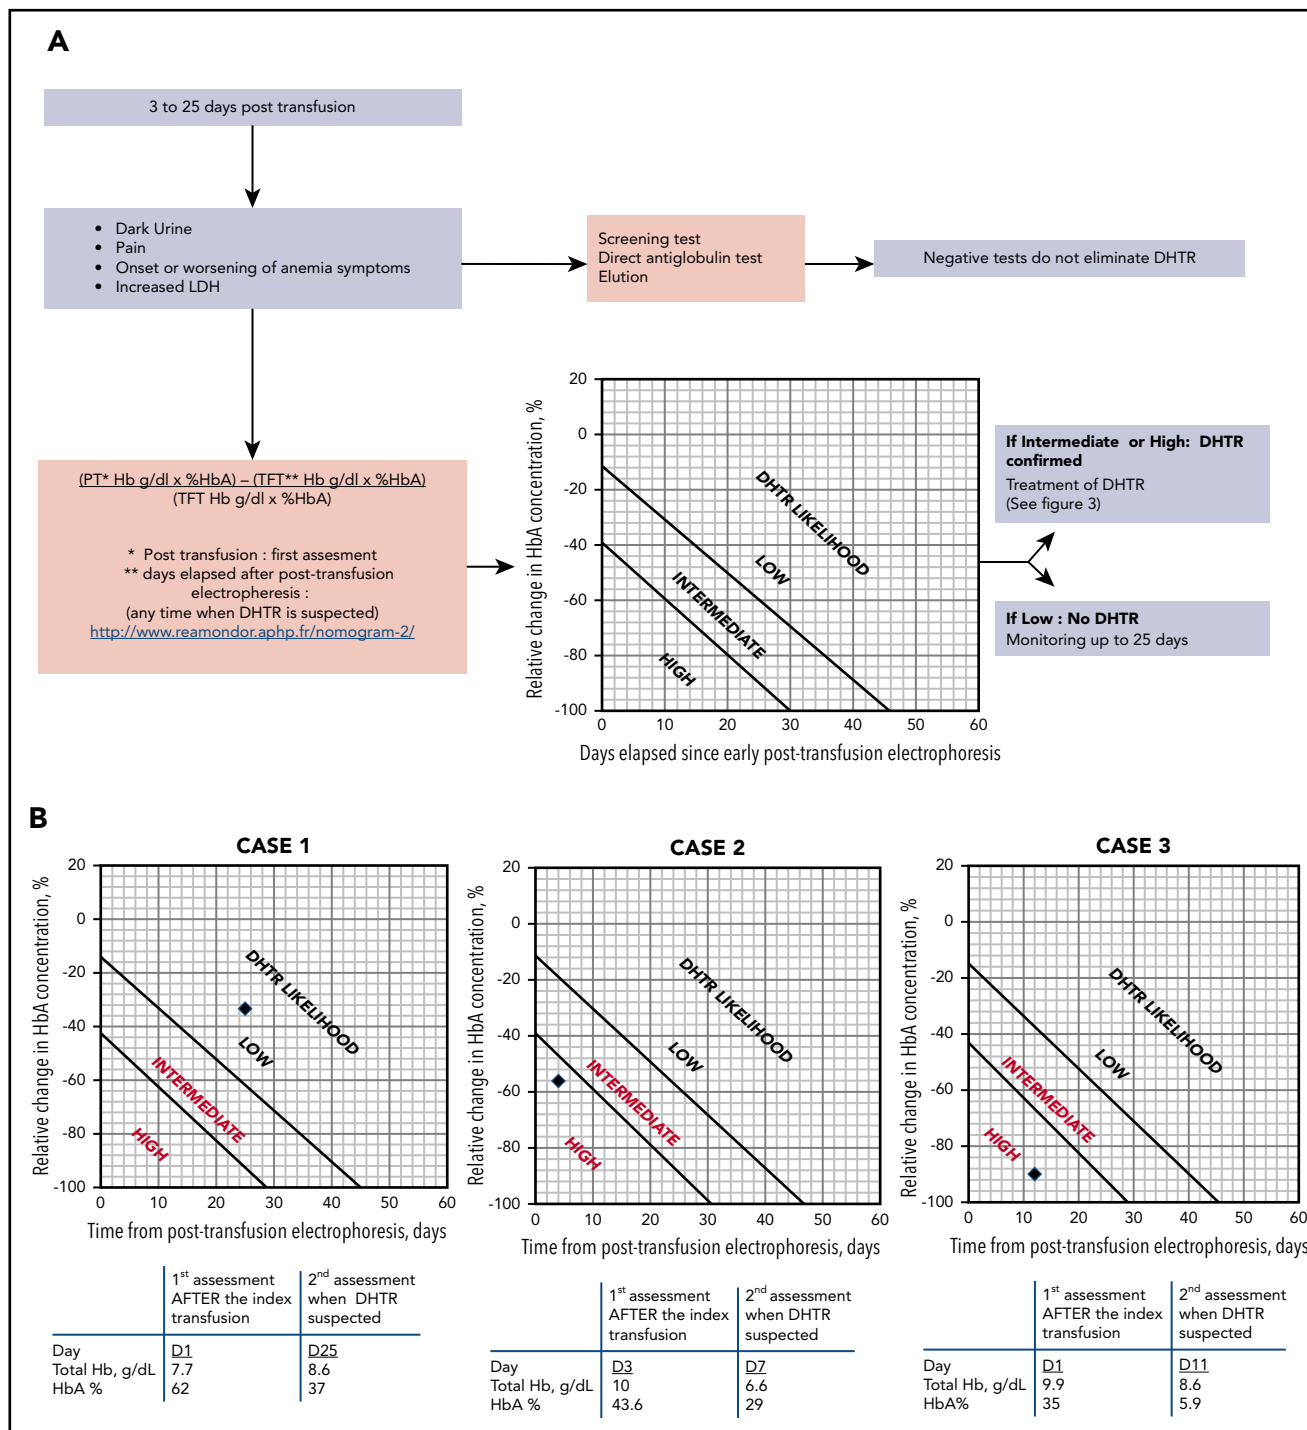 A
3 to 25 days post transfusion
• Dark Urine
• Pain
• Onset or worsening of anemia symptoms
• Increased LDH
Screening test
Direct antiglobulin test
Elution
Negative tests do not eliminate DHTR
(PT* Hb g/dl x %HbA) – (TFT** Hb g/dl x %HbA)
(TFT Hb g/dl x %HbA)
* Post transfusion : first assesment
** days elapsed after post-transfusion
electropheresis :
(any time when DHTR is suspected)
http://www.reamondor.aphp.fr/nomogram-2/
Relative change in HbA concentration, %
20
0
-20
-40
-60
-80
-100
DHTR LIKELIHOOD
LOW
INTERMEDIATE
HIGH
0 10 20 30 40 50 60
Days elapsed since early post-transfusion electrophoresis
If Intermediate or High: DHTR
confirmed
Treatment of DHTR
(See figure 3)
If Low : No DHTR
Monitoring up to 25 days
B
CASE 1
Relative change in HbA concentration, %
20
0
-20
-40
-60
-80
-100
DHTR LIKELIHOOD
LOW
INTERMEDIATE
HIGH
0 10 20 30 40 50 60
Time from post-transfusion electrophoresis, days
1st assessment
AFTER the index
transfusion
2nd assessment
when DHTR
suspected
Day D1 D25
Total Hb, g/dL 7.7 8.6
HbA % 62 37
CASE 2
Relative change in HbA concentration, %
20
0
-20
-40
-60
-80
-100
DHTR LIKELIHOOD
LOW
INTERMEDIATE
HIGH
0 10 20 30 40 50 60
Time from post-transfusion electrophoresis, days
1st assessment
AFTER the index
transfusion
2nd assessment
when DHTR
suspected
Day D3 D7
Total Hb, g/dL 10 6.6
HbA % 43.6 29
CASE 3
Relative change in HbA concentration, %
20
0
-20
-40
-60
-80
-100
DHTR LIKELIHOOD
LOW
INTERMEDIATE
HIGH
0 10 20 30 40 50 60
Time from post-transfusion electrophoresis, days
1st assessment
AFTER the index
transfusion
2nd assessment
when DHTR
suspected
Day D1 D11
Total Hb, g/dL 9.9 8.6
HbA% 35 5.9